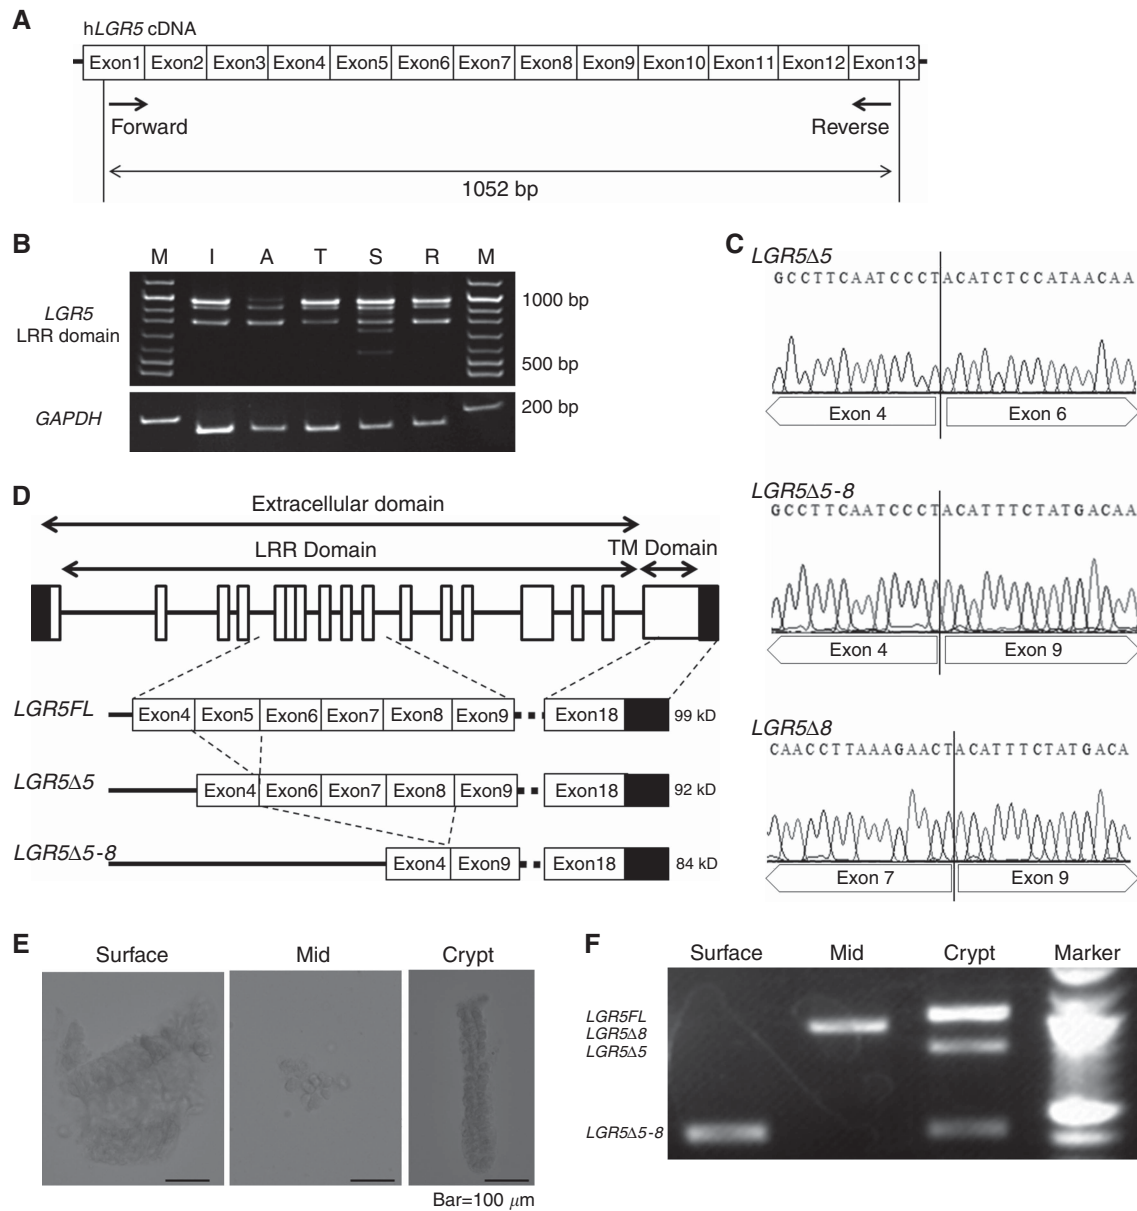 A
hLGR5 cDNA
Exon1 Exon2 Exon3 Exon4 Exon5 Exon6 Exon7 Exon8 Exon9 Exon10 Exon11 Exon12 Exon13
Forward Reverse
1052 bp
B
M I A T S R M
LGR5
LRR domain
1000 bp
500 bp
GAPDH
200 bp
C
LGR5Δ5
GCCTTCAATCCCTACATCTCCATAACAA
Exon 4 Exon 6
LGR5Δ5-8
GCCTTCAATCCCTACATTTCTATGACAA
Exon 4 Exon 9
LGR5Δ8
CAACCTTAAAGAACTACATTTCTATGACA
Exon 7 Exon 9
D
Extracellular domain
LRR Domain TM Domain
LGR5FL Exon4 Exon5 Exon6 Exon7 Exon8 Exon9 Exon18 99 kD
LGR5Δ5 Exon4 Exon6 Exon7 Exon8 Exon9 Exon18 92 kD
LGR5Δ5-8 Exon4 Exon9 Exon18 84 kD
E
Surface Mid Crypt
Bar=100 μm
F
Surface Mid Crypt Marker
LGR5FL
LGR5Δ8
LGR5Δ5
LGR5Δ5-8